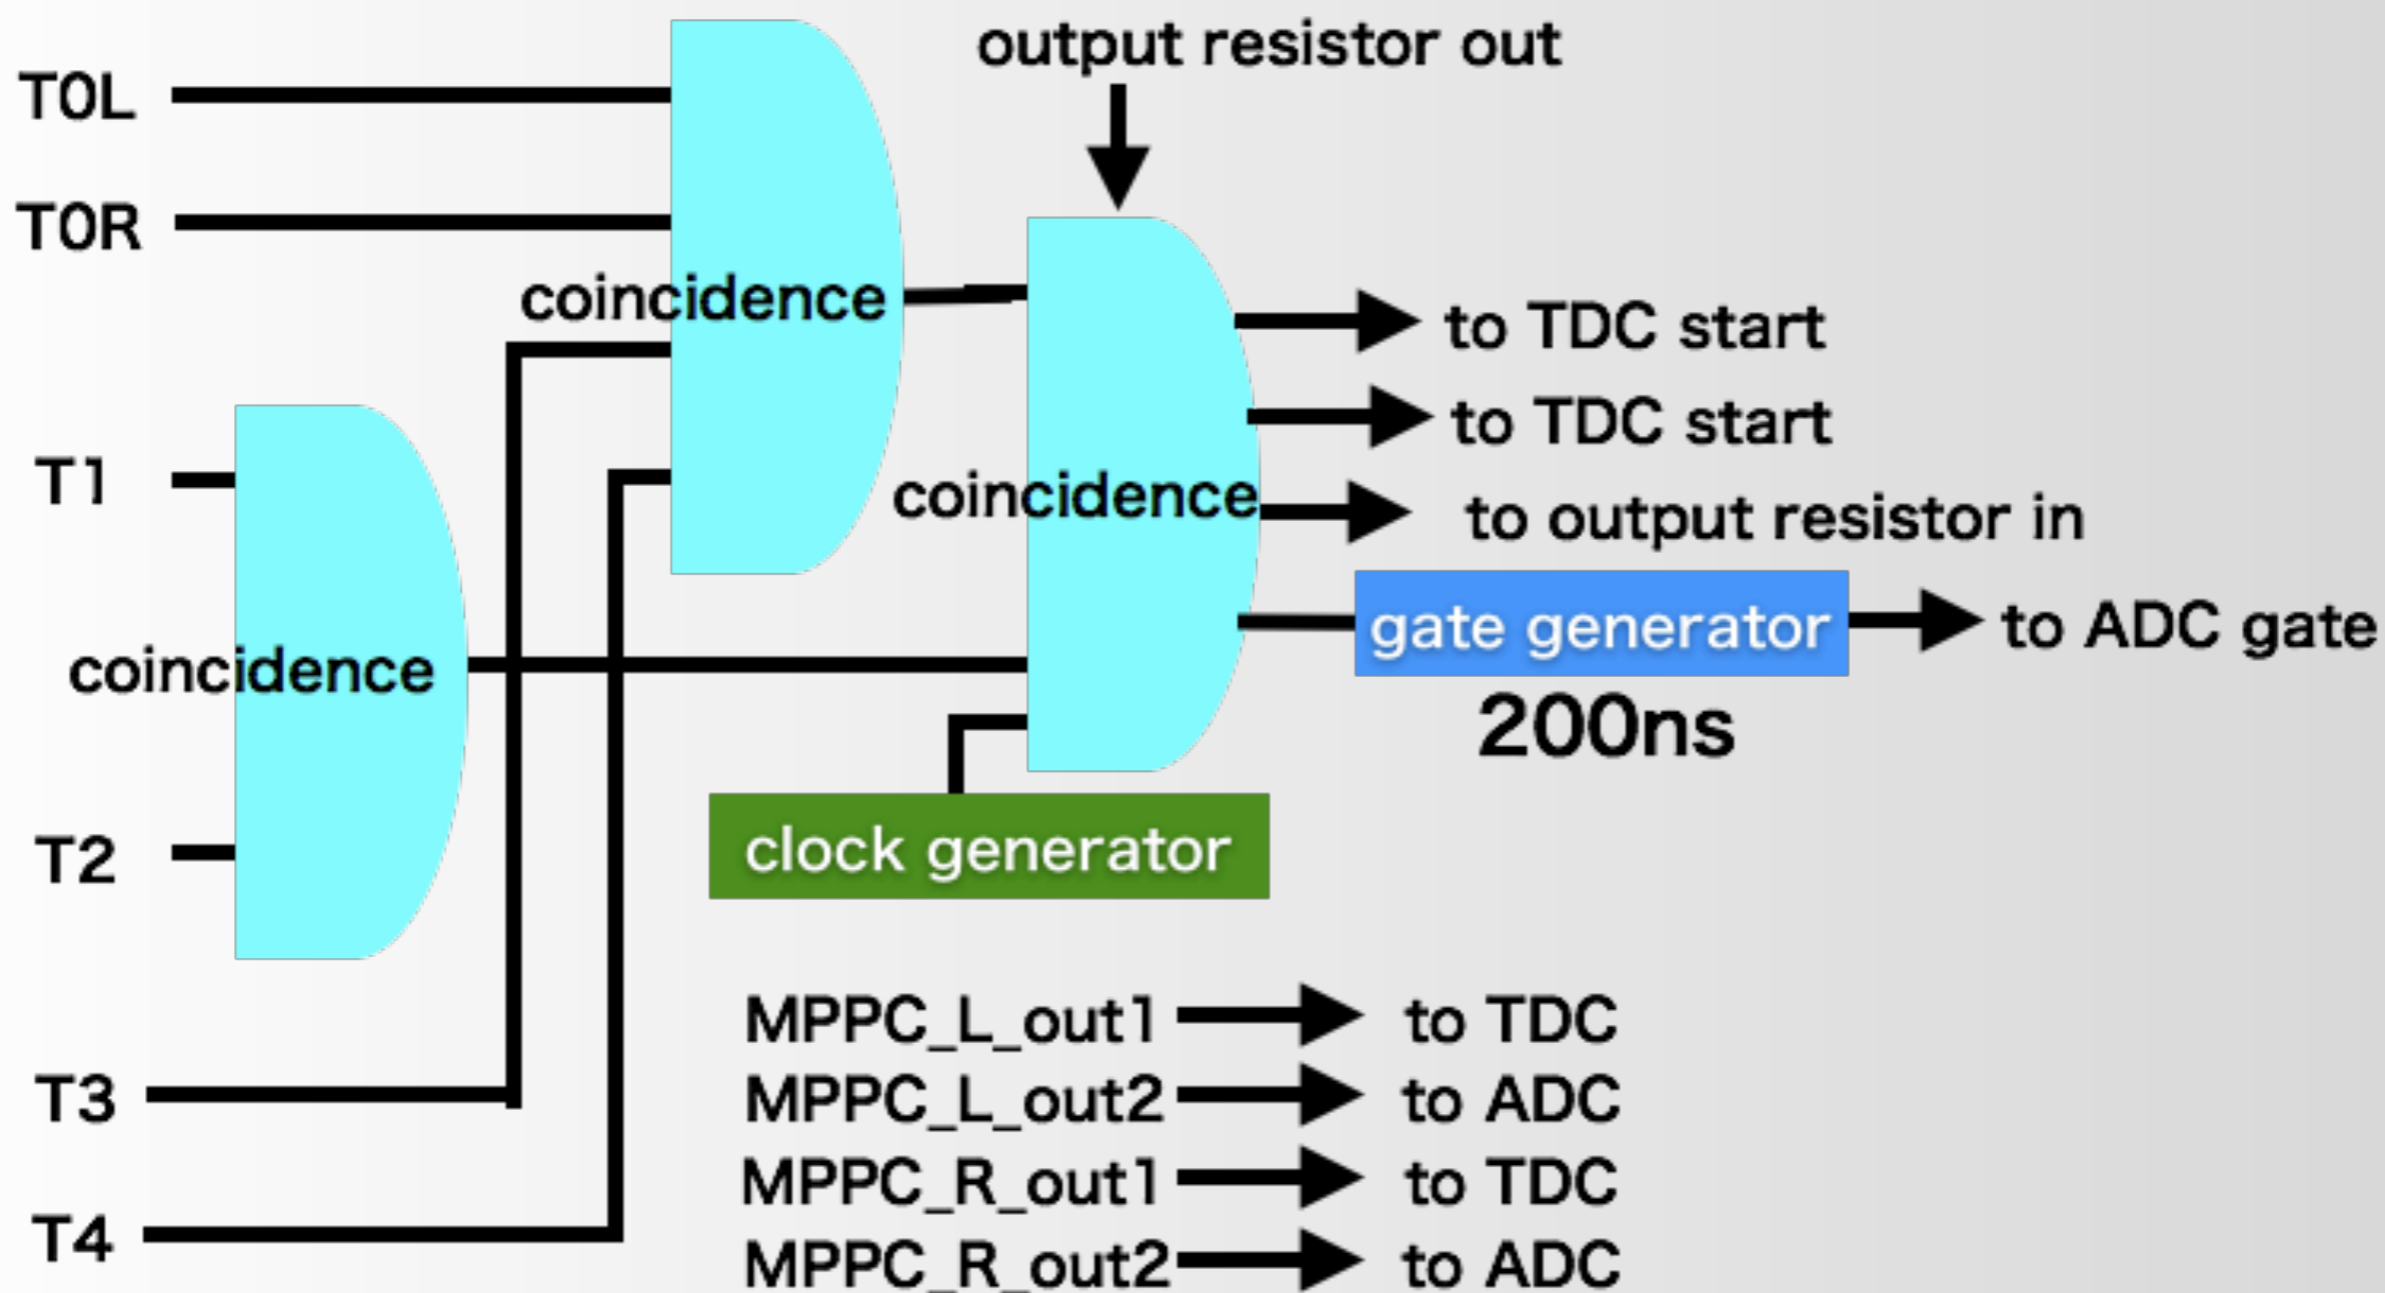 output resistor out
T0L
T0R
coincidence
to TDC start
to TDC start
T1
coincidence
to output resistor in
gate generator
to ADC gate
coincidence
200ns
T2
clock generator
MPPC_L_out1
to TDC
T3
MPPC_L_out2
to ADC
MPPC_R_out1
to TDC
T4
MPPC_R_out2
to ADC